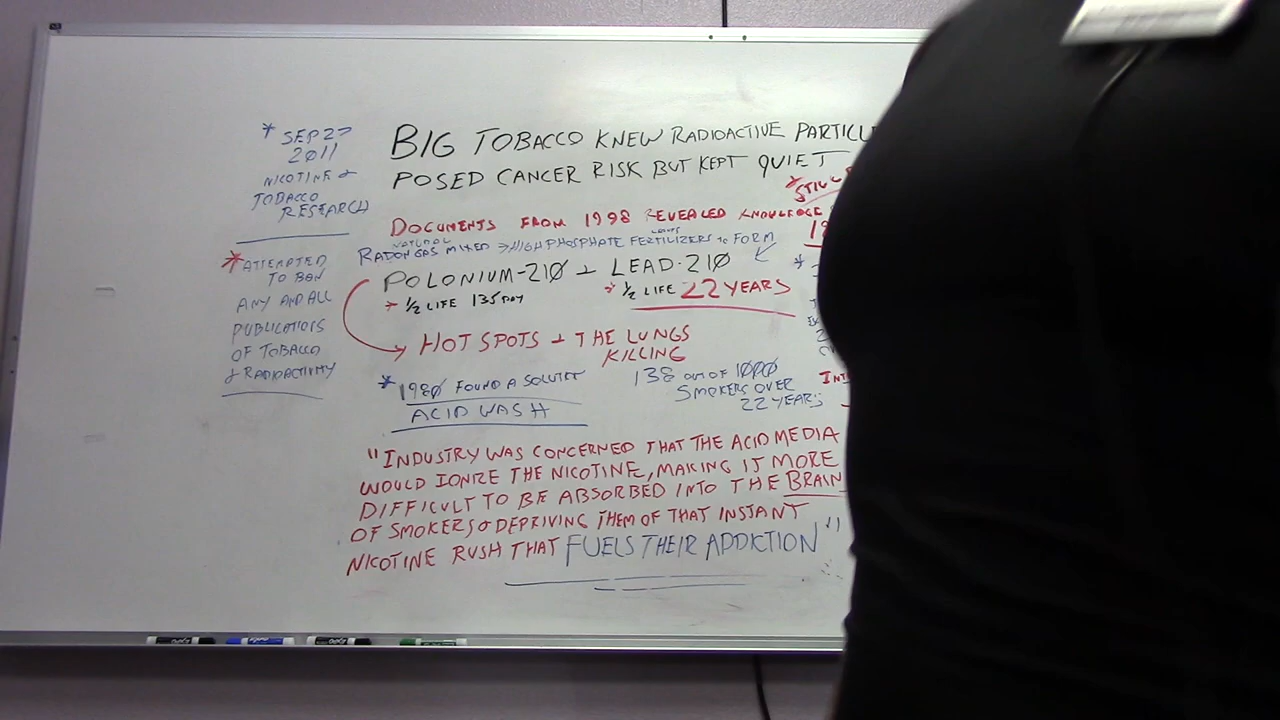 * SEP 27
2011
NICOTINE &
TOBACCO
RESEARCH
* ATTEMPTED
TO BAN
ANY AND ALL
PUBLICATIONS
OF TOBACCO
& RADIOACTIVITY
BIG TOBACCO KNEW RADIOACTIVE PARTICL
POSED CANCER RISK BUT KEPT QUIET
DOCUMENTS FROM 1998 REVEALED KNOWLEDGE
NATURAL
RADON GAS MIXED → HIGH PHOSPHATE FERTILIZERS to FORM
POLONIUM-210 + LEAD-210
* 1/2 LIFE 135 DAY
* 1/2 LIFE 22 YEARS
HOT SPOTS + THE LUNGS
KILLING
138 OUT OF 1000
SMOKERS OVER
22 YEARS
* 1980 FOUND A SOLUTION
ACID WASH
"INDUSTRY WAS CONCERNED THAT THE ACID MEDIA
WOULD IONIZE THE NICOTINE, MAKING IT MORE
DIFFICULT TO BE ABSORBED INTO THE BRAIN
OF SMOKERS & DEPRIVING THEM OF THAT INSTANT
NICOTINE RUSH THAT FUELS THEIR ADDICTION"